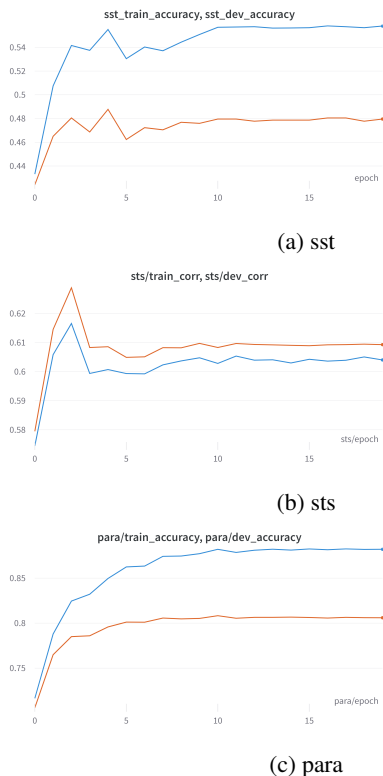 sst_train_accuracy, sst_dev_accuracy
0.54
0.52
0.5
0.48
0.46
0.44
epoch
0 5 10 15
(a) sst
sts/train_corr, sts/dev_corr
0.62
0.61
0.6
0.59
0.58
sts/epoch
0 5 10 15
(b) sts
para/train_accuracy, para/dev_accuracy
0.85
0.8
0.75
para/epoch
0 5 10 15
(c) para